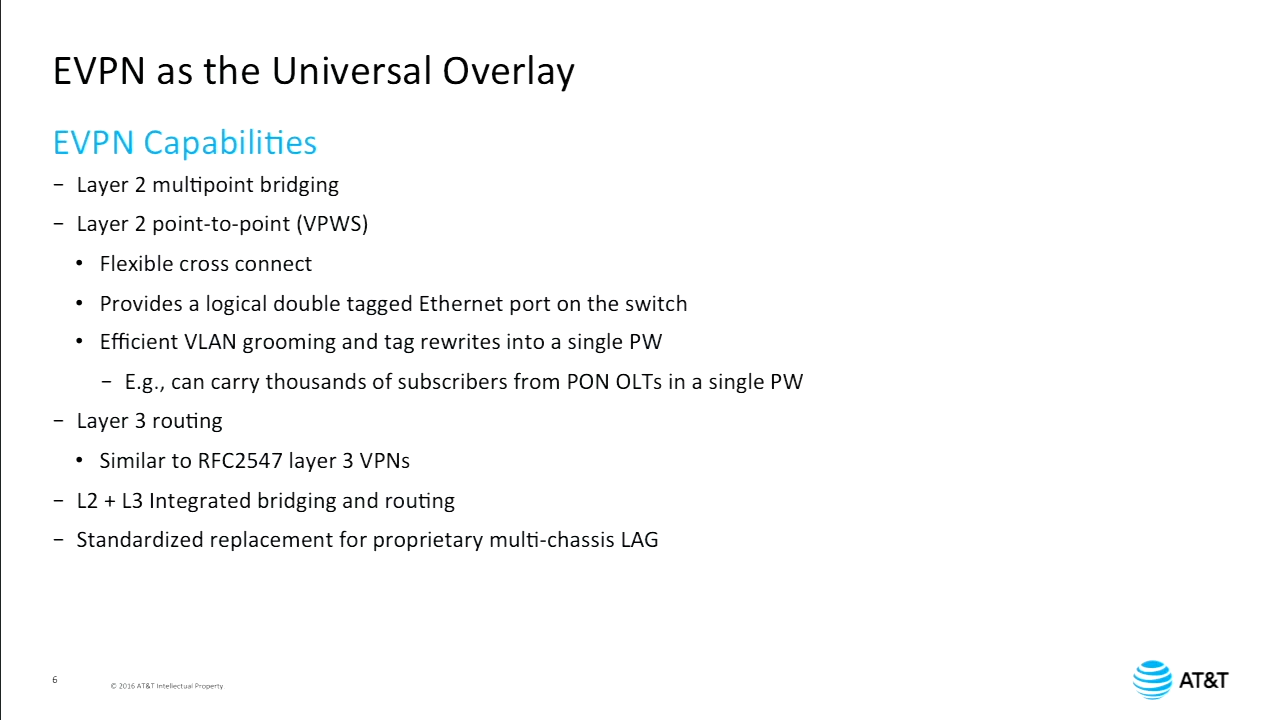 EVPN as the Universal Overlay
EVPN Capabilities
− Layer 2 multipoint bridging
− Layer 2 point-to-point (VPWS)
• Flexible cross connect
• Provides a logical double tagged Ethernet port on the switch
• Efficient VLAN grooming and tag rewrites into a single PW
− E.g., can carry thousands of subscribers from PON OLTs in a single PW
− Layer 3 routing
• Similar to RFC2547 layer 3 VPNs
− L2 + L3 Integrated bridging and routing
− Standardized replacement for proprietary multi-chassis LAG
6
© 2016 AT&T Intellectual Property.
AT&T